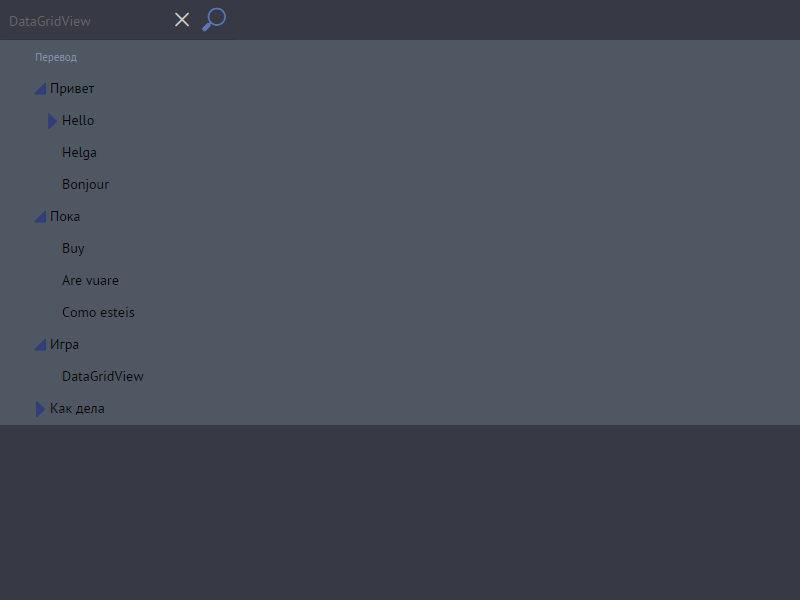 DataGridView
Перевод
Привет
Hello
Helga
Bonjour
Пока
Buy
Are vuare
Como esteis
Игра
DataGridView
Как дела